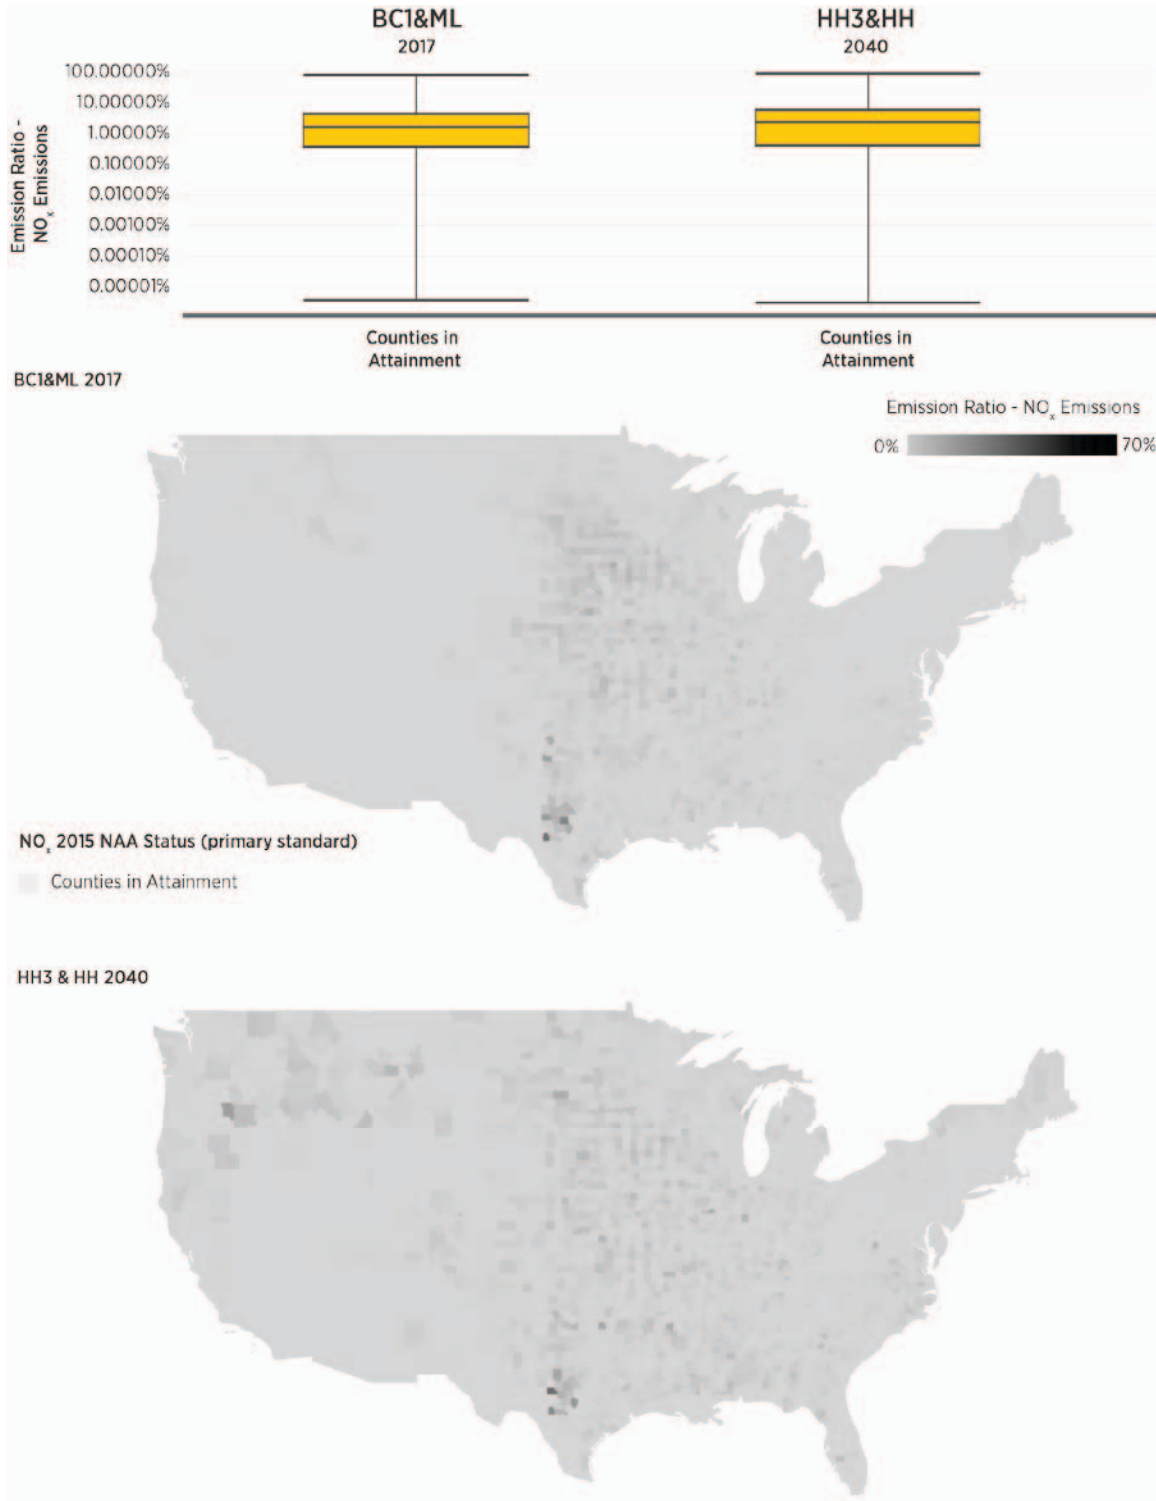 BC1&ML
2017
HH3&HH
2040
Emission Ratio -
NOx Emissions
100.00000%
10.00000%
1.00000%
0.10000%
0.01000%
0.00100%
0.00010%
0.00001%
Counties in
Attainment
Counties in
Attainment
BC1&ML 2017
Emission Ratio - NOx Emissions
0% 70%
NOx 2015 NAA Status (primary standard)
Counties in Attainment
HH3 & HH 2040